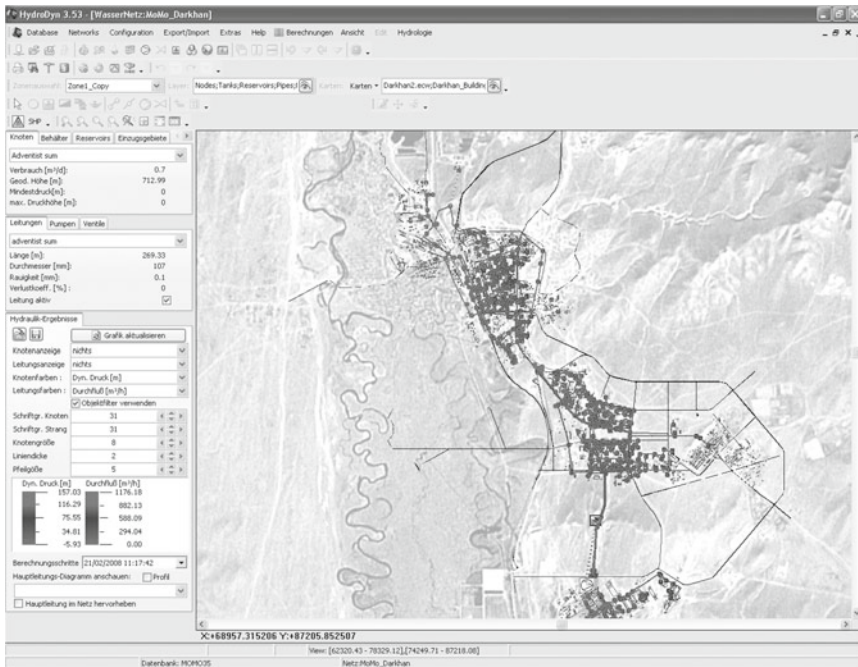 HydroDyn 3.53 - [WasserNetz:MoMo_Darkhan]
Database Networks Configuration Export/Import Extras Help Berechnungen Ansicht Edit Hydrologie
Zonenauswahl: Zone1_Copy Layer: Nodes;Tanks;Reservoirs;Pipes; Karten: Karten Darkhan2.ecw;Darkhan_Building
SHP
Knoten Behälter Reservoirs Einzugsgebiete
Adventist sum
Verbrauch [m³/d]: 0.7
Geod. Höhe [m]: 712.99
Mindestdruck[m]: 0
max. Druckhöhe [m]: 0
Leitungen Pumpen Ventile
adventist sum
Länge [m]: 269.33
Durchmesser [mm]: 107
Rauigkeit [mm]: 0.1
Verlustkoeff. [%] : 0
Leitung aktiv
Hydraulik-Ergebnisse
Grafik aktualisieren
Knotenanzeige nichts
Leitungsanzeige nichts
Knotenfarben : Dyn. Druck [m]
Leitungsfarben : Durchfluß [m³/h]
Objektfilter verwenden
Schriftgr. Knoten 31
Schriftgr. Strang 31
Knotengröße 8
Liniendicke 2
Pfeilgöße 5
Dyn. Druck [m] Durchfluß [m³/h]
157.03 1176.18
116.29 882.13
75.55 588.09
34.81 294.04
-5.93 0.00
Berechnungsschritte 21/02/2008 11:17:42
Hauptleitungs-Diagramm anschauen: Profil
Hauptleitung im Netz hervorheben
X:+68957.315206 Y:+87205.852507
View: [62320.43 - 78329.12],[74249.71 - 87218.08]
Datenbank: MOMO35 Netz:MoMo_Darkhan